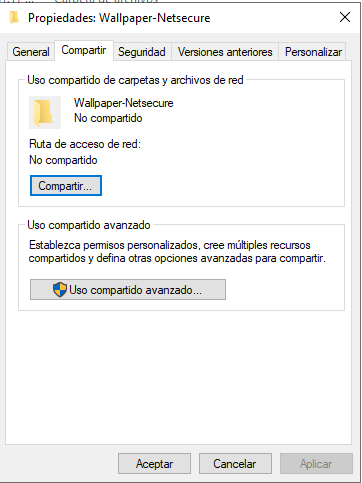 Propiedades: Wallpaper-Netsecure
General Compartir Seguridad Versiones anteriores Personalizar
Uso compartido de carpetas y archivos de red
Wallpaper-Netsecure
No compartido
Ruta de acceso de red:
No compartido
Compartir...
Uso compartido avanzado
Establezca permisos personalizados, cree múltiples recursos
compartidos y defina otras opciones avanzadas para compartir.
Uso compartido avanzado...
Aceptar Cancelar Aplicar